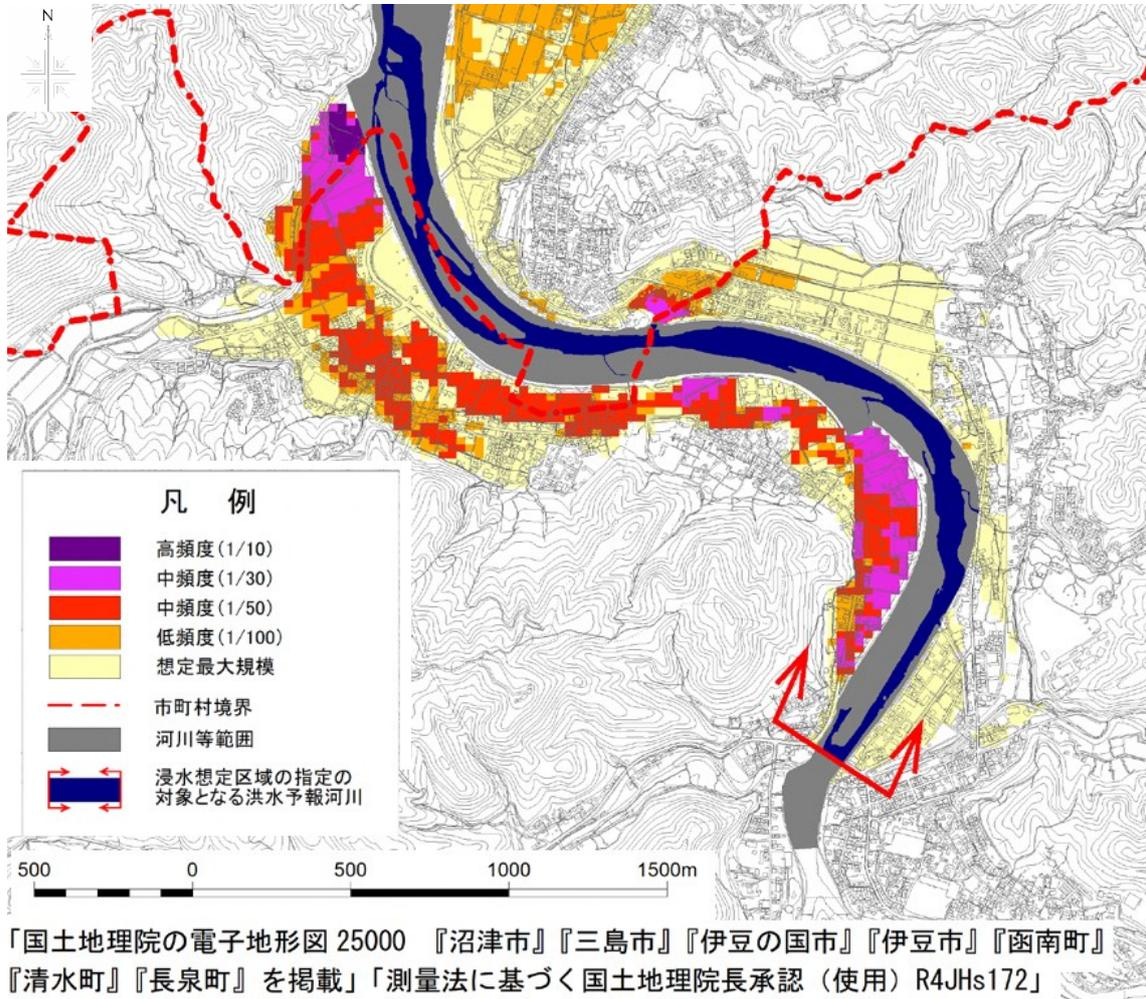 N
凡 例
高頻度(1/10)
中頻度(1/30)
中頻度(1/50)
低頻度(1/100)
想定最大規模
市町村境界
河川等範囲
浸水想定区域の指定の
対象となる洪水予報河川
500 0 500 1000 1500m
「国土地理院の電子地形図 25000 『沼津市』『三島市』『伊豆の国市』『伊豆市』『函南町』
『清水町』『長泉町』を掲載」「測量法に基づく国土地理院長承認（使用）R4JHs172」